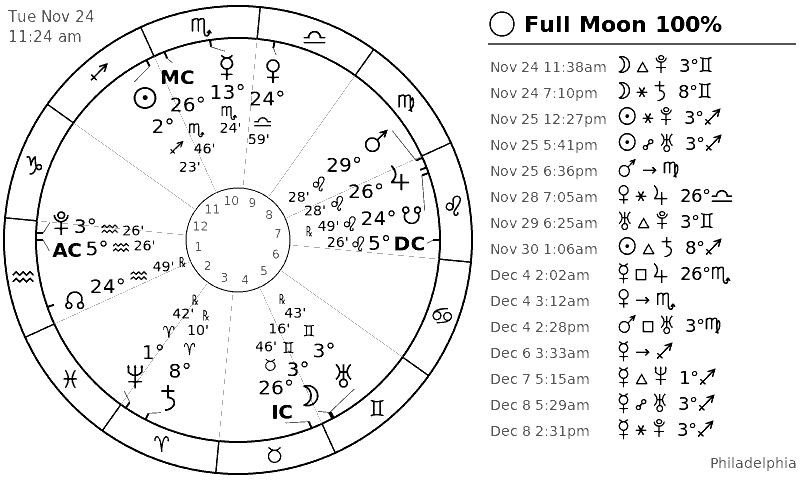 Tue Nov 24
11:24 am
Full Moon 100%
Nov 24 11:38am ☽ △ ♇ 3°♊
Nov 24 7:10pm ☽ ⚹ ♄ 8°♊
Nov 25 12:27pm ☉ ⚹ ♇ 3°♐
Nov 25 5:41pm ☉ ☍ ♅ 3°♐
Nov 25 6:36pm ♂ → ♍
Nov 28 7:05am ♀ ⚹ ♃ 26°♎
Nov 29 6:25am ♅ △ ♇ 3°♊
Nov 30 1:06am ☉ △ ♄ 8°♐
Dec 4 2:02am ☿ □ ♃ 26°♏
Dec 4 3:12am ♀ → ♏
Dec 4 2:28pm ♂ □ ♅ 3°♍
Dec 6 3:33am ☿ → ♐
Dec 7 5:15am ☿ △ ♆ 1°♐
Dec 8 5:29am ☿ ☍ ♅ 3°♐
Dec 8 2:31pm ☿ ⚹ ♇ 3°♐
Philadelphia
♏
♎
♍
♌
♋
♊
♉
♈
♓
♒
♑
♐
☉ 2° ♐ 23'
MC 26° ♏ 46'
☿ 13° ♏ 24'
♀ 24° ♎ 59'
♂ 29° ♌ 28'
♃ 26° ♌ 28'
☋ 24° ♌ 49' ℞
DC 5° ♌ 26'
♅ 3° ♊ 43' ℞
☽ 3° ♊ 16'
IC 26° ♉ 46'
♄ 8° ♈ 10' ℞
♆ 1° ♈ 42' ℞
☊ 24° ♒ 49' ℞
AC 5° ♒ 26'
♇ 3° ♒ 26'
1
2
3
4
5
6
7
8
9
10
11
12